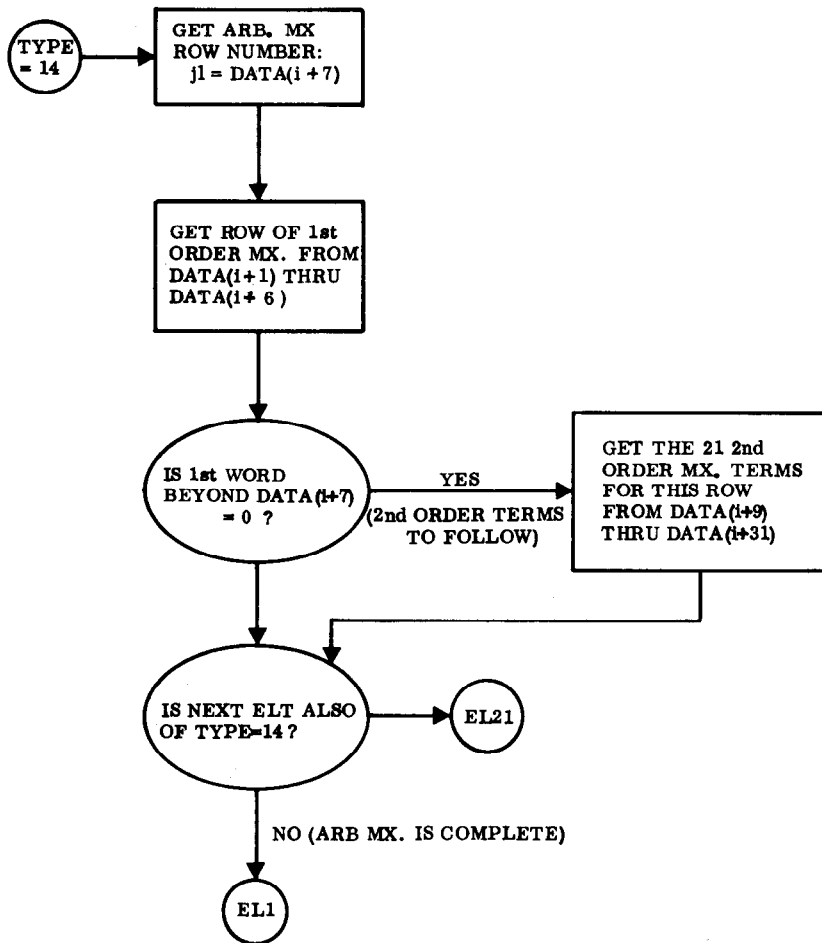 TYPE
= 14
GET ARB. MX
ROW NUMBER:
j1 = DATA(i+7)
GET ROW OF 1st
ORDER MX. FROM
DATA(i+1) THRU
DATA(i+ 6 )
IS 1st WORD
BEYOND DATA(i+7)
= 0 ?
YES
(2nd ORDER TERMS
TO FOLLOW)
GET THE 21 2nd
ORDER MX. TERMS
FOR THIS ROW
FROM DATA(i+9)
THRU DATA(i+31)
IS NEXT ELT ALSO
OF TYPE=14?
EL21
NO (ARB MX. IS COMPLETE)
EL1